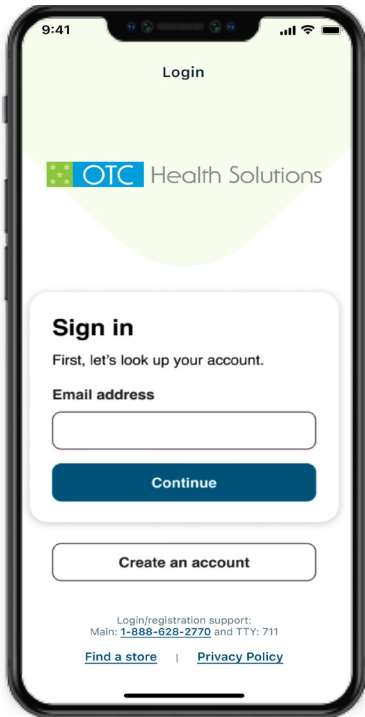 9:41
Login
OTC Health Solutions
Sign in
First, let's look up your account.
Email address
Continue
Create an account
Login/registration support:
Main: 1-888-628-2770 and TTY: 711
Find a store | Privacy Policy